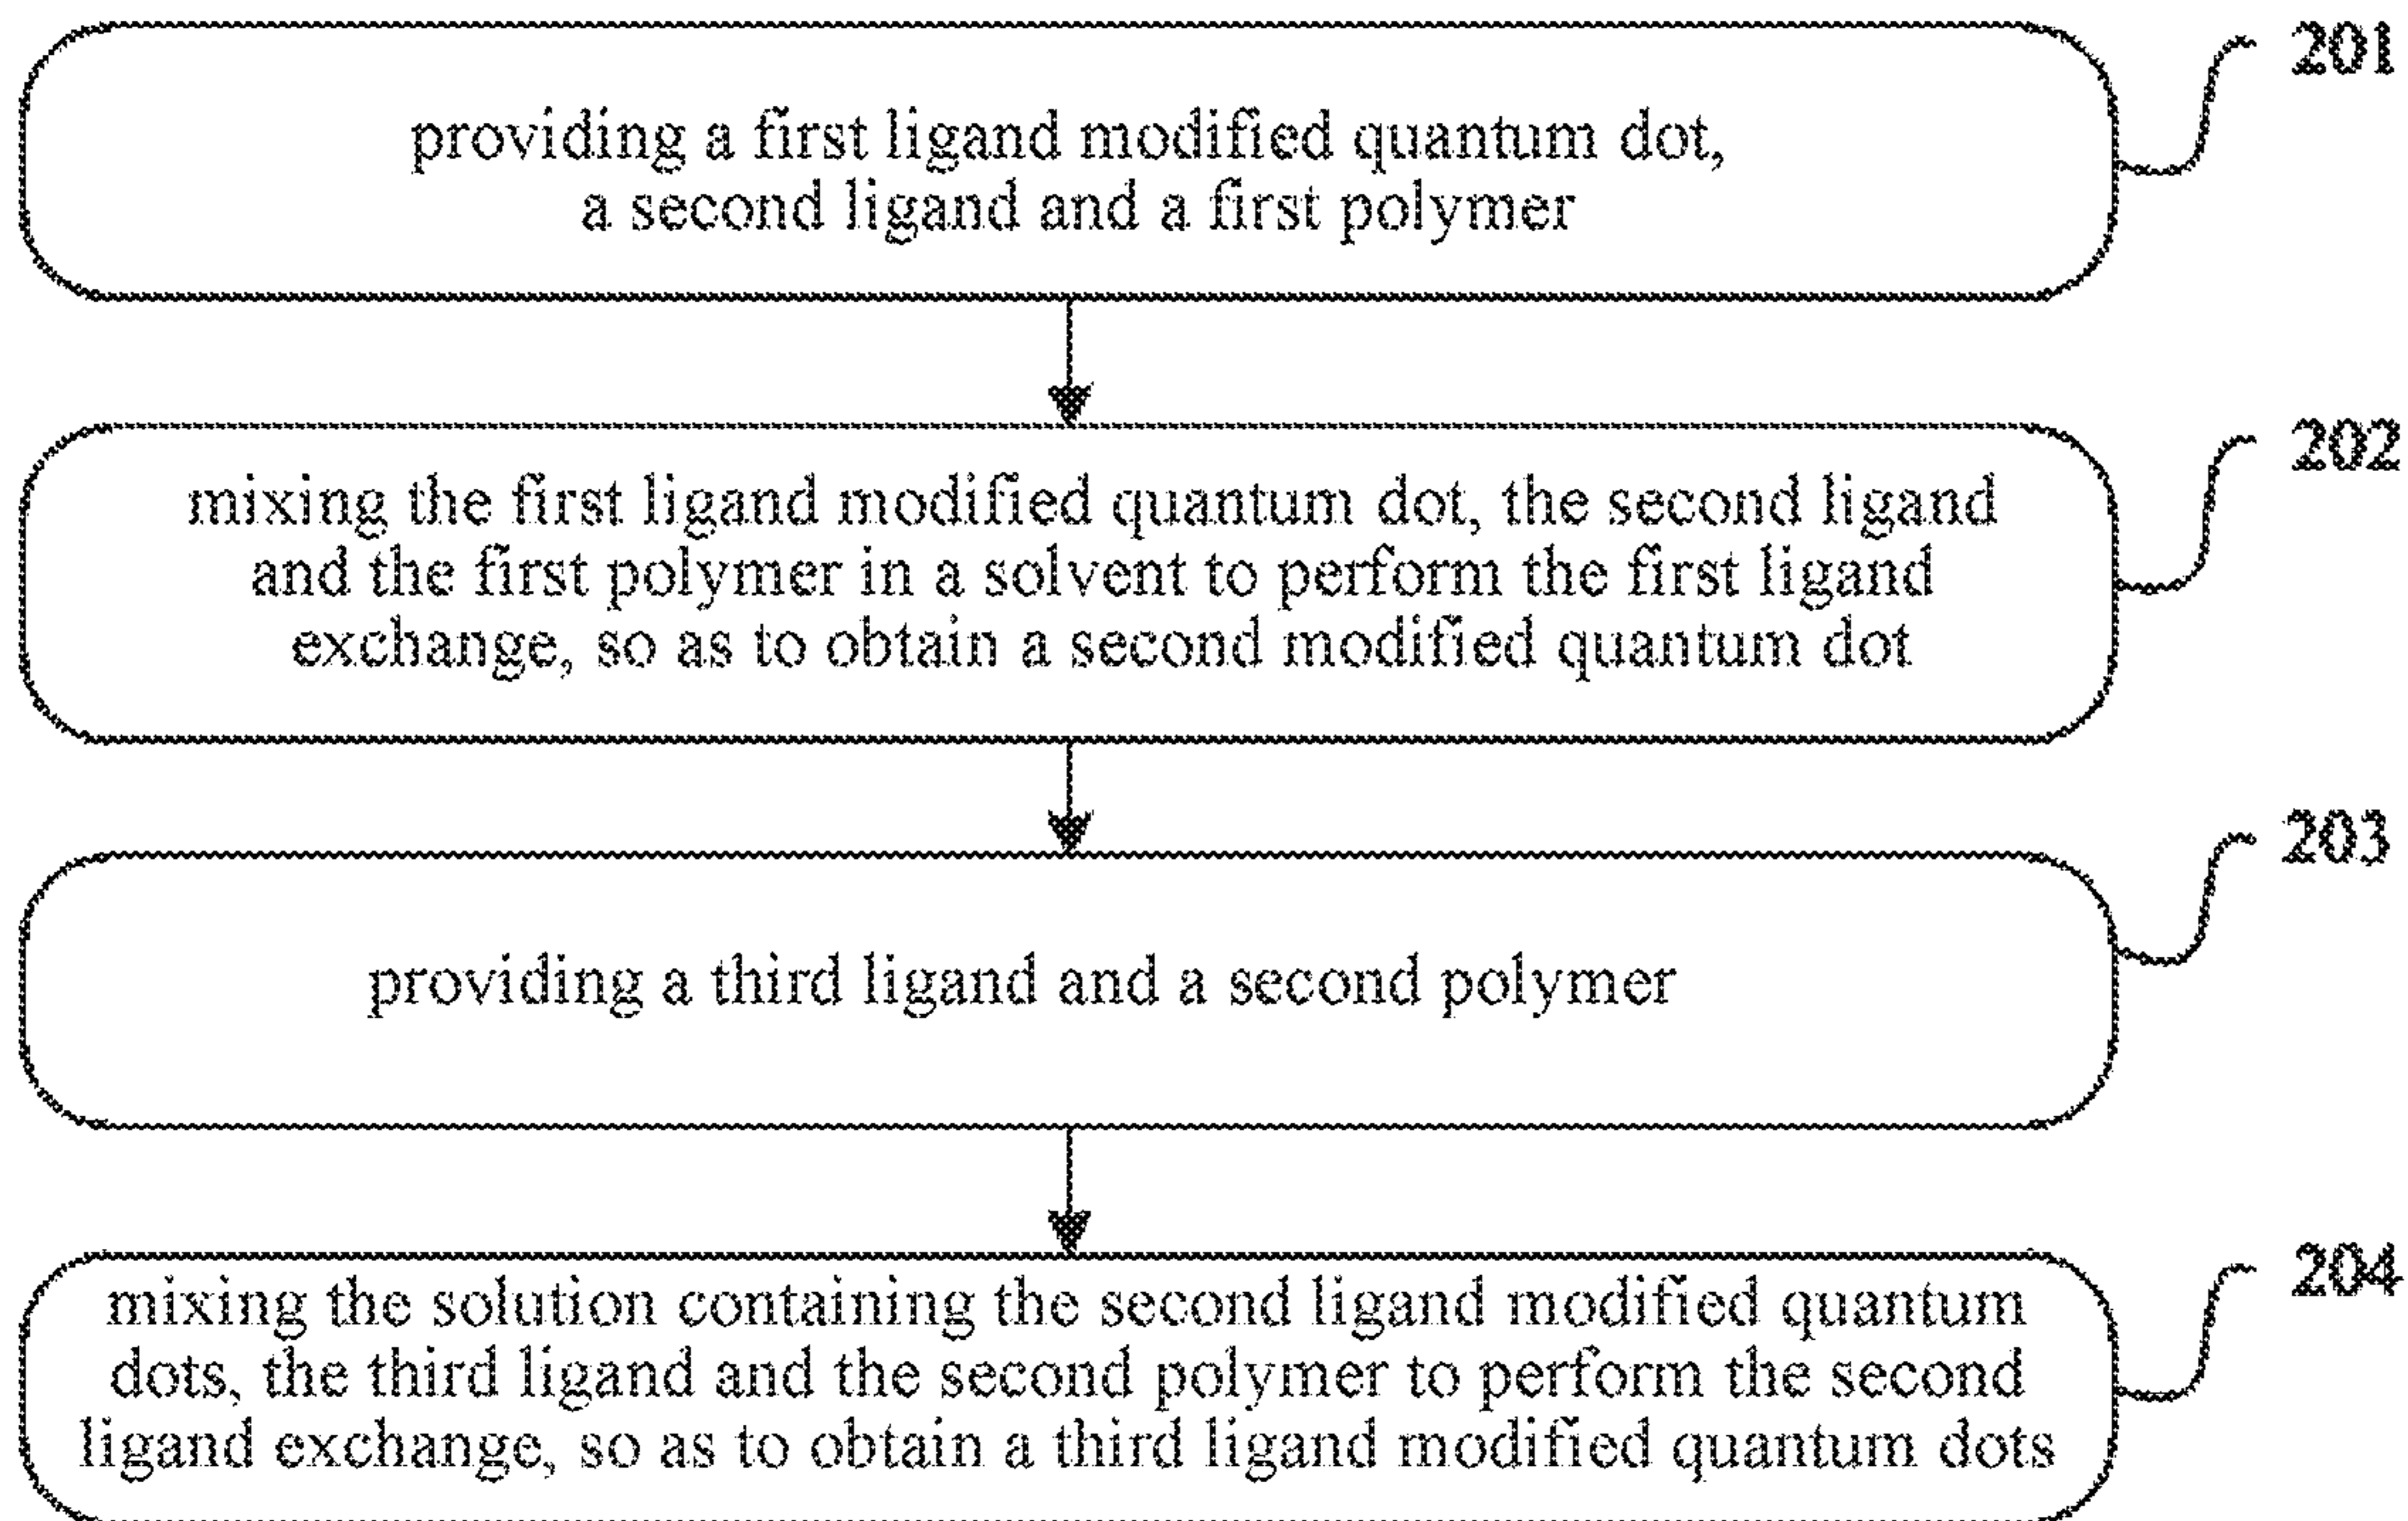 201
providing a first ligand modified quantum dot,
a second ligand and a first polymer
202
mixing the first ligand modified quantum dot, the second ligand
and the first polymer in a solvent to perform the first ligand
exchange, so as to obtain a second modified quantum dot
203
providing a third ligand and a second polymer
204
mixing the solution containing the second ligand modified quantum
dots, the third ligand and the second polymer to perform the second
ligand exchange, so as to obtain a third ligand modified quantum dots